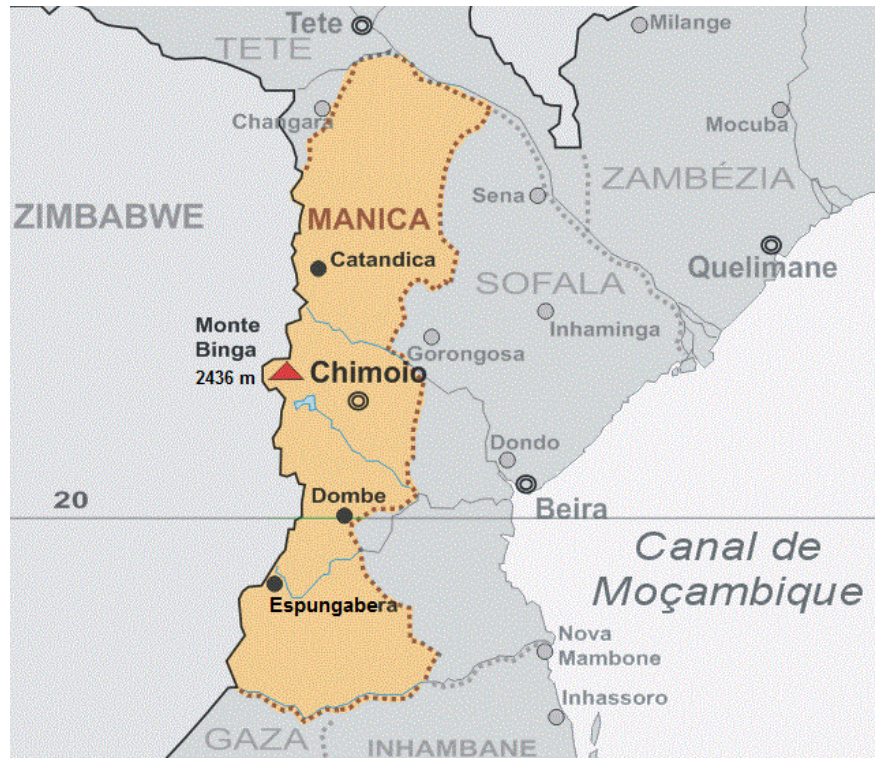 Tete
TETE
Milange
Changara
Mocuba
ZAMBÉZIA
Sena
ZIMBABWE
MANICA
Catandica
Quelimane
SOFALA
Monte
Binga
2436 m
Inhaminga
Gorongosa
Chimoio
Dondo
20
Dombe
Beira
Canal de
Moçambique
Espungabera
Nova
Mambone
Inhassoro
GAZA
INHAMBANE